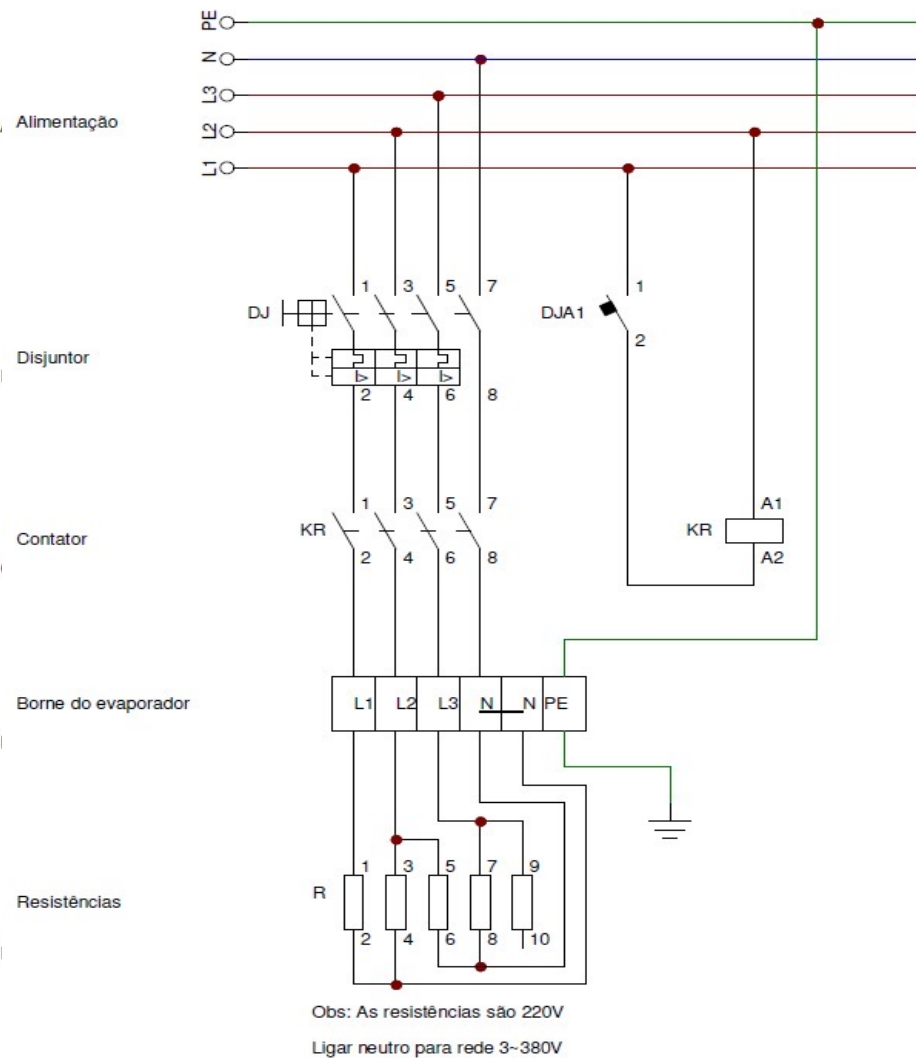 PE
N
L3
Alimentação
L2
L1
1 3 5 7 1
DJ DJA1
2
Disjuntor
I> I> I>
2 4 6 8
1 3 5 7 A1
KR KR
Contator
2 4 6 8 A2
Borne do evaporador L1 L2 L3 N N PE
1 3 5 7 9
R
Resistências
2 4 6 8 10
Obs: As resistências são 220V
Ligar neutro para rede 3~380V